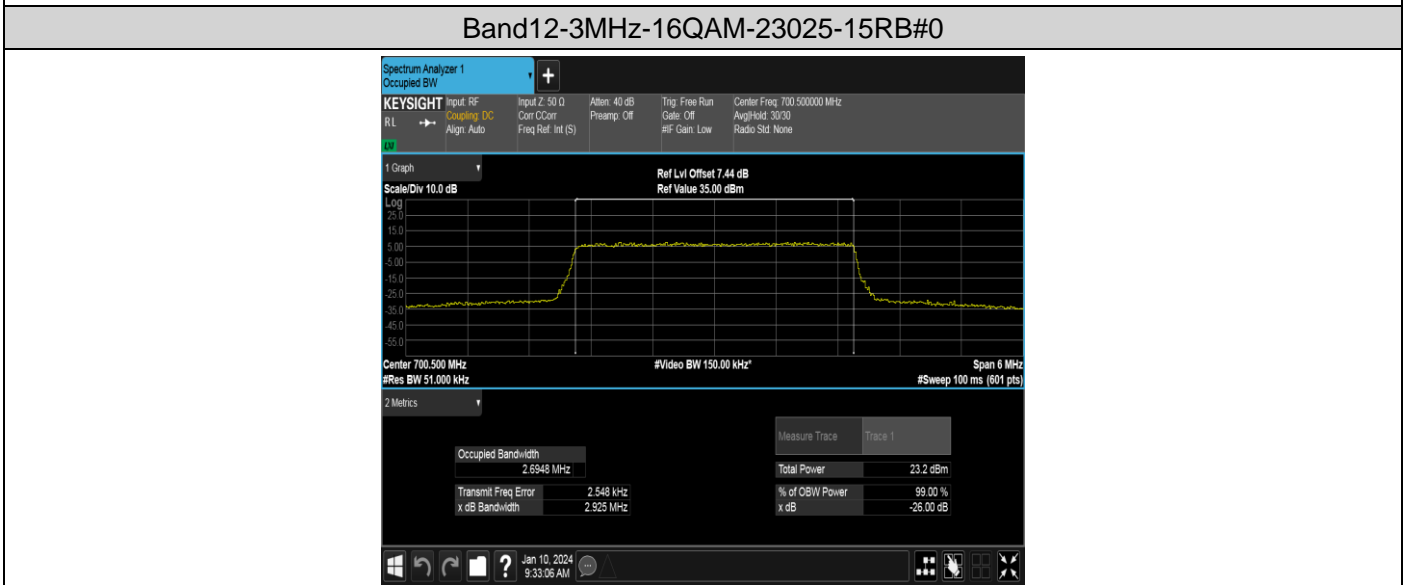 Band12-3MHz-16QAM-23025-15RB#0
Spectrum Analyzer 1
Occupied BW
+
KEYSIGHT Input: RF Input Z: 50 Ω Atten: 40 dB Trig: Free Run Center Freq: 700.500000 MHz
RL Coupling: DC Corr CCorr Preamp: Off Gate: Off Avg|Hold: 30/30
Align: Auto Freq Ref: Int (S) #IF Gain: Low Radio Std: None
1 Graph
Ref Lvl Offset 7.44 dB
Scale/Div 10.0 dB Ref Value 35.00 dBm
Log
25.0
15.0
5.00
-5.00
-15.0
-25.0
-35.0
-45.0
-55.0
Center 700.500 MHz #Video BW 150.00 kHz* Span 6 MHz
#Res BW 51.000 kHz #Sweep 100 ms (601 pts)
2 Metrics
Measure Trace Trace 1
Occupied Bandwidth
2.6948 MHz Total Power 23.2 dBm
Transmit Freq Error 2.548 kHz % of OBW Power 99.00 %
x dB Bandwidth 2.925 MHz x dB -26.00 dB
? Jan 10, 2024
9:33:06 AM